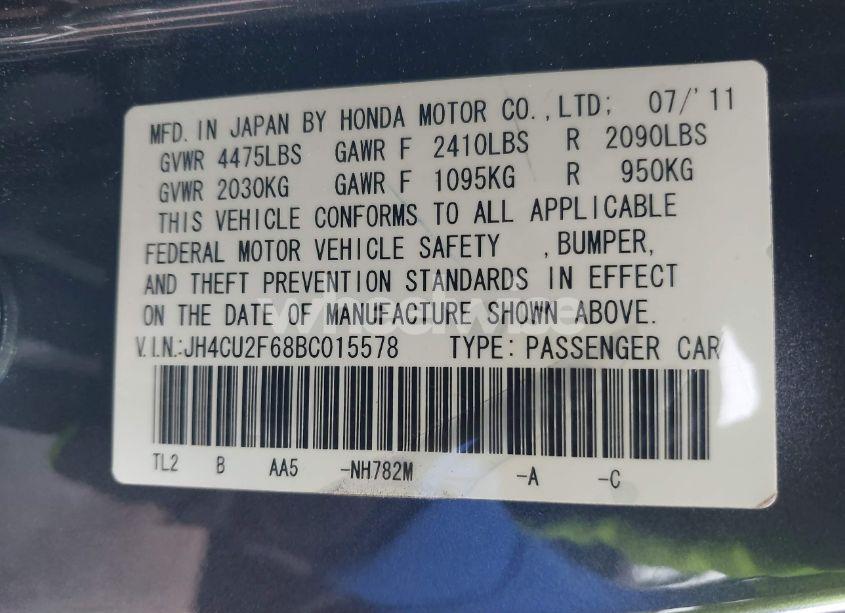 MFD. IN JAPAN BY HONDA MOTOR CO.,LTD; 07/'11
GVWR 4475LBS GAWR F 2410LBS R 2090LBS
GVWR 2030KG GAWR F 1095KG R 950KG
THIS VEHICLE CONFORMS TO ALL APPLICABLE
FEDERAL MOTOR VEHICLE SAFETY ,BUMPER,
AND THEFT PREVENTION STANDARDS IN EFFECT
ON THE DATE OF MANUFACTURE SHOWN ABOVE.
wheelwise
V.I.N.:JH4CU2F68BC015578 TYPE: PASSENGER CAR
TL2 B AA5 -NH782M -A -C